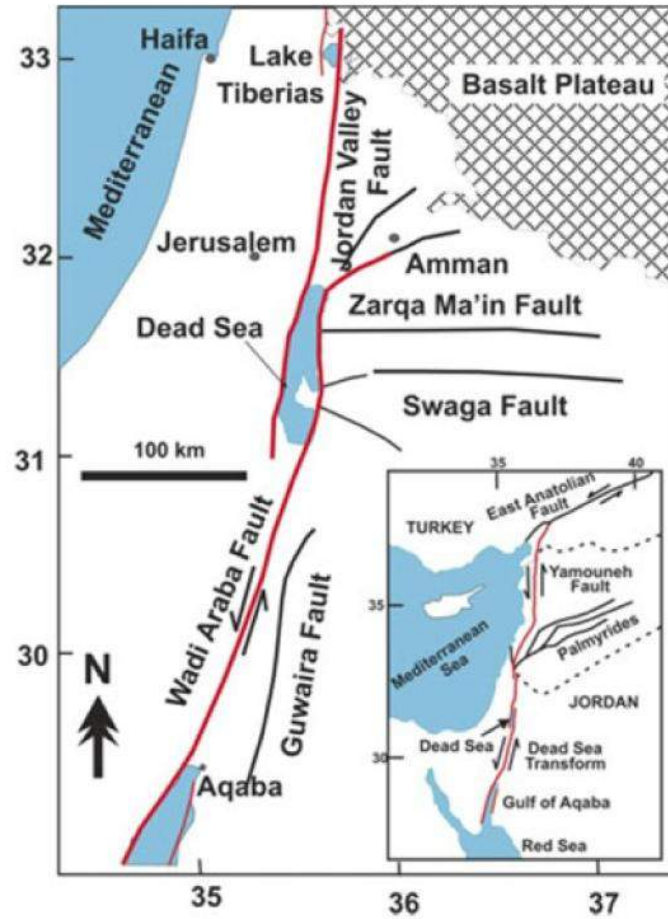 33
Haifa
Lake
Tiberias
Basalt Plateau
Mediterranean
Jordan Valley
Fault
32
Jerusalem
Amman
Zarqa Ma'in Fault
Dead Sea
Swaga Fault
31
100 km
Wadi Araba Fault
Guwaira Fault
30
N
Aqaba
35
36
37
35
40
East Anatolian
Fault
TURKEY
Yamouneh
Fault
35
Palmyrides
Mediterranean
Sea
JORDAN
30
Dead Sea
Dead Sea
Transform
Gulf of Aqaba
Red Sea